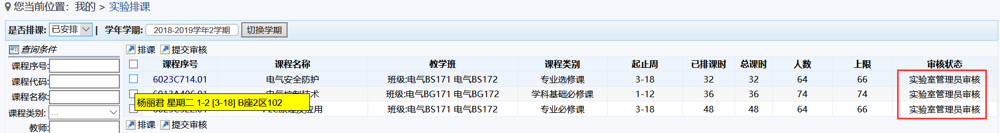 您当前位置： 我的 > 实验排课
是否排课: 已安排 | 学年学期: 2018-2019学年2学期 切换学期
查询条件
课程序号:
课程代码:
课程名称:
课程类别: ...
教师:
排课 提交审核
课程序号 课程名称 教学班 课程类别 起止周 已排课时 总课时 人数 上限 审核状态
6023C714.01 电气安全防护 班级:电气BS171 电气BS172 专业选修课 3-18 32 32 64 66 实验室管理员审核
班级:电气BG171 电气BG172 学科基础必修课 1-12 36 36 74 74 实验室管理员审核
杨丽君 星期二 1-2 [3-18] B座2区102
班级:电气BS171 电气BS172 专业必修课 3-18 48 48 64 66 实验室管理员审核
排课 提交审核